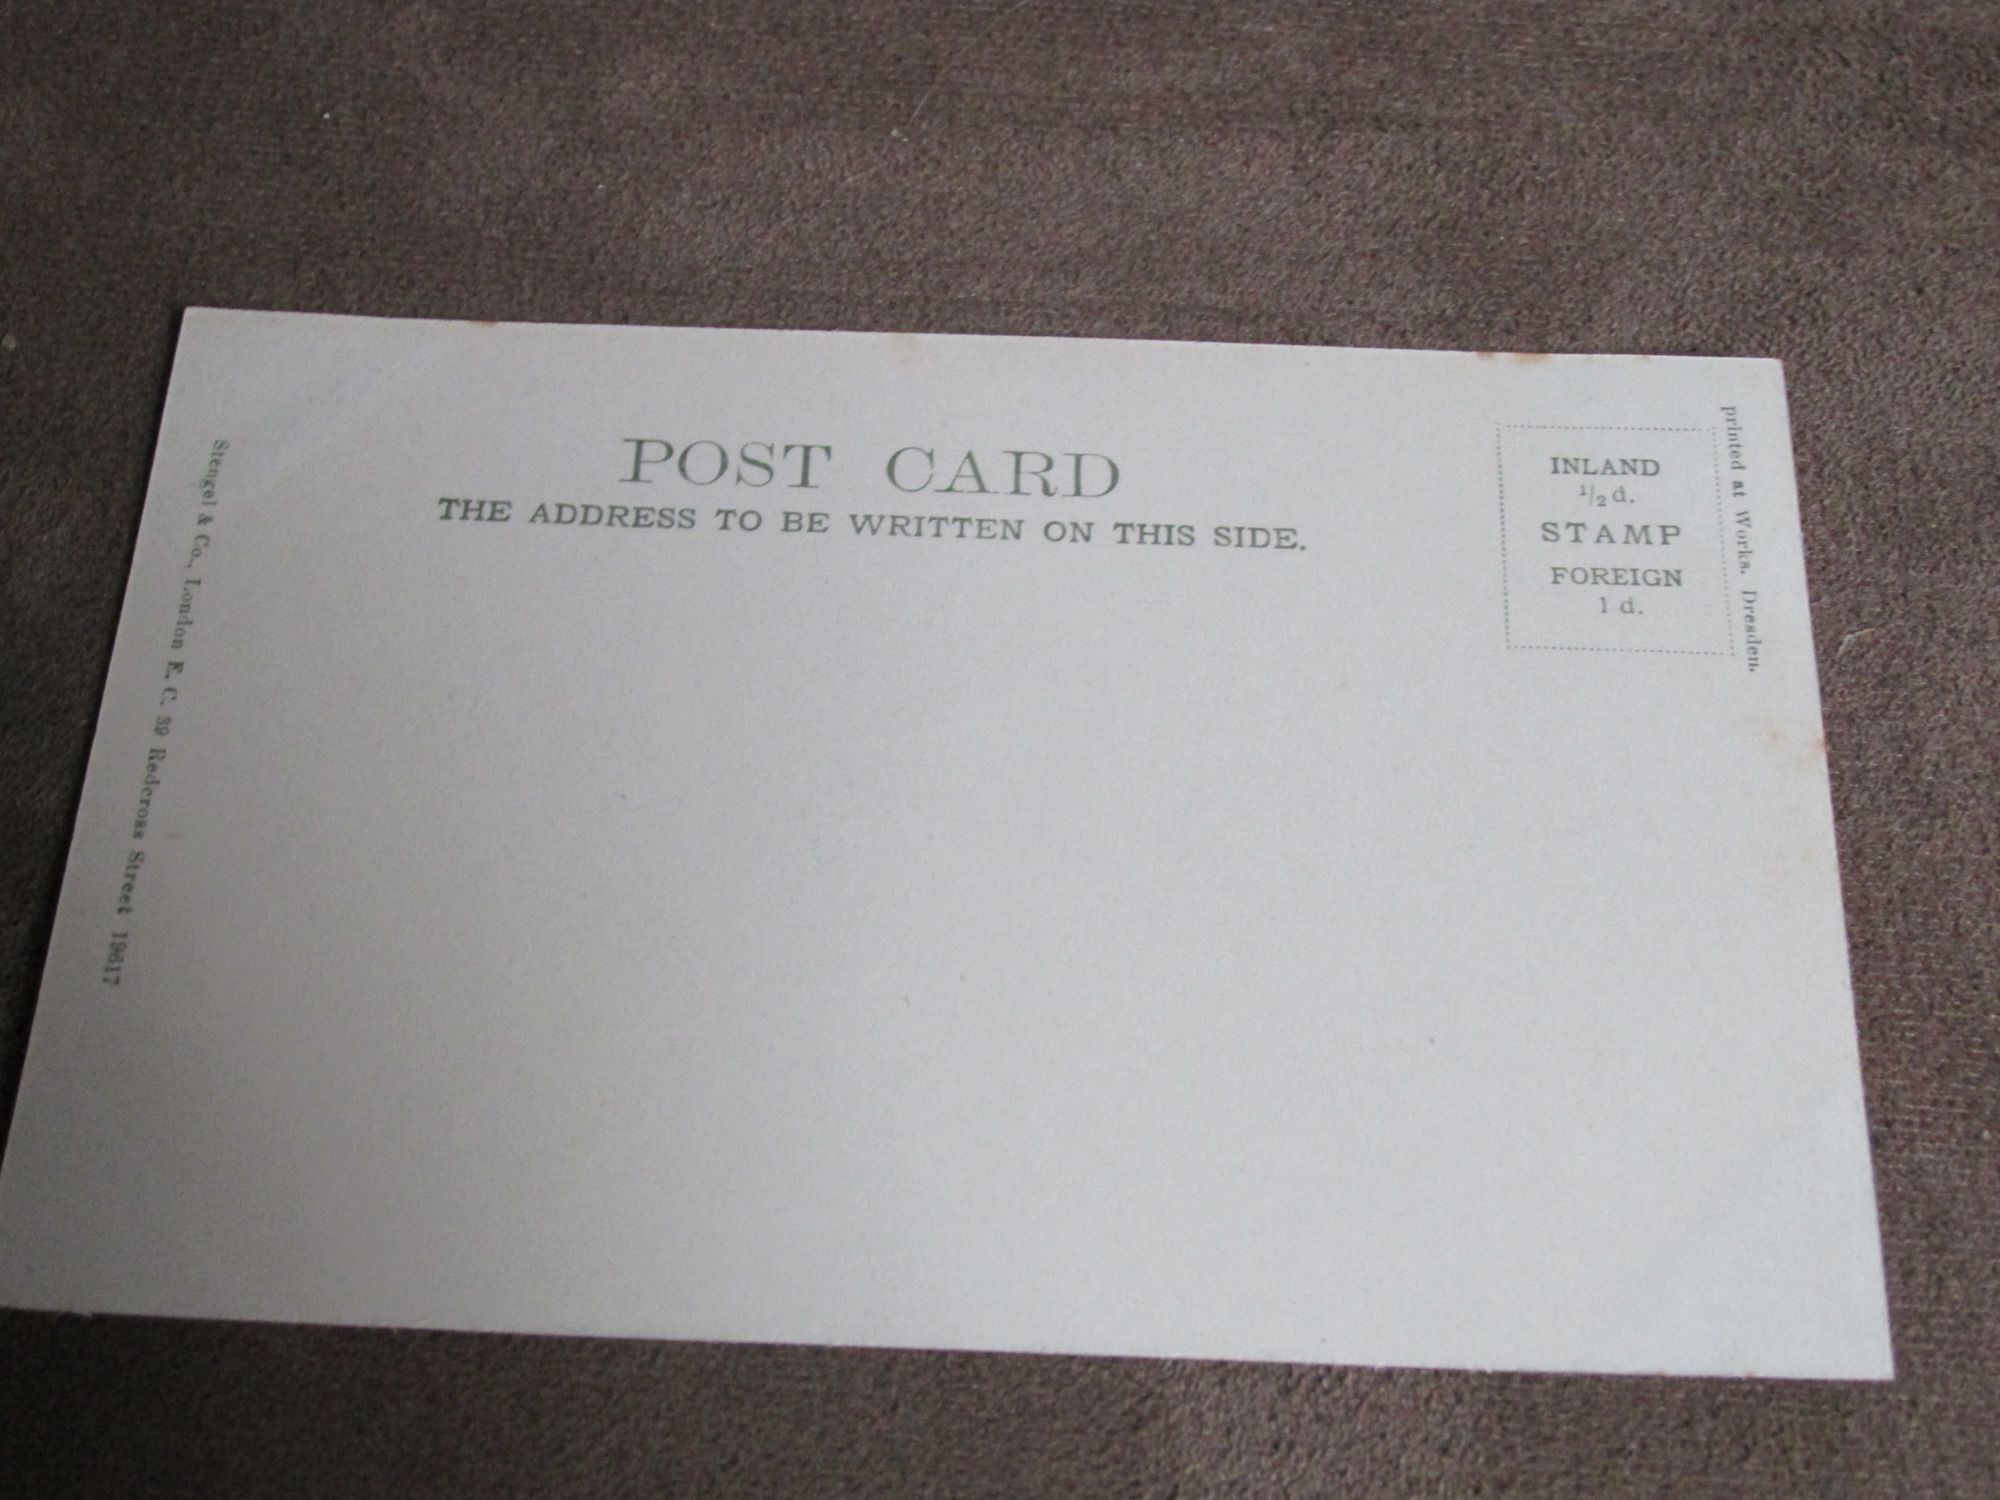 POST CARD
THE ADDRESS TO BE WRITTEN ON THIS SIDE.
INLAND
1/2 d.
STAMP
FOREIGN
1 d.
printed at Works. Dresden.
Stengel & Co., London E. C. 39 Redcross Street 19617